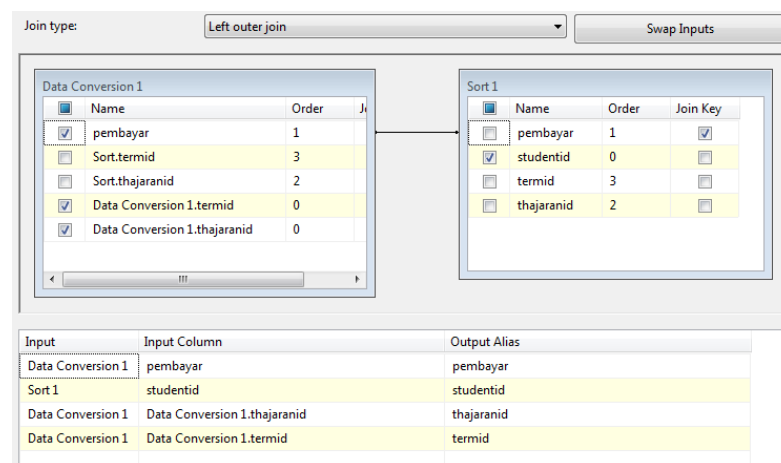 Join type: Left outer join Swap Inputs
Data Conversion 1
Name Order
pembayar 1
Sort.termid 3
Sort.thajaranid 2
Data Conversion 1.termid 0
Data Conversion 1.thajaranid 0
Sort 1
Name Order Join Key
pembayar 1
studentid 0
termid 3
thajaranid 2
Input Input Column Output Alias
Data Conversion 1 pembayar pembayar
Sort 1 studentid studentid
Data Conversion 1 Data Conversion 1.thajaranid thajaranid
Data Conversion 1 Data Conversion 1.termid termid